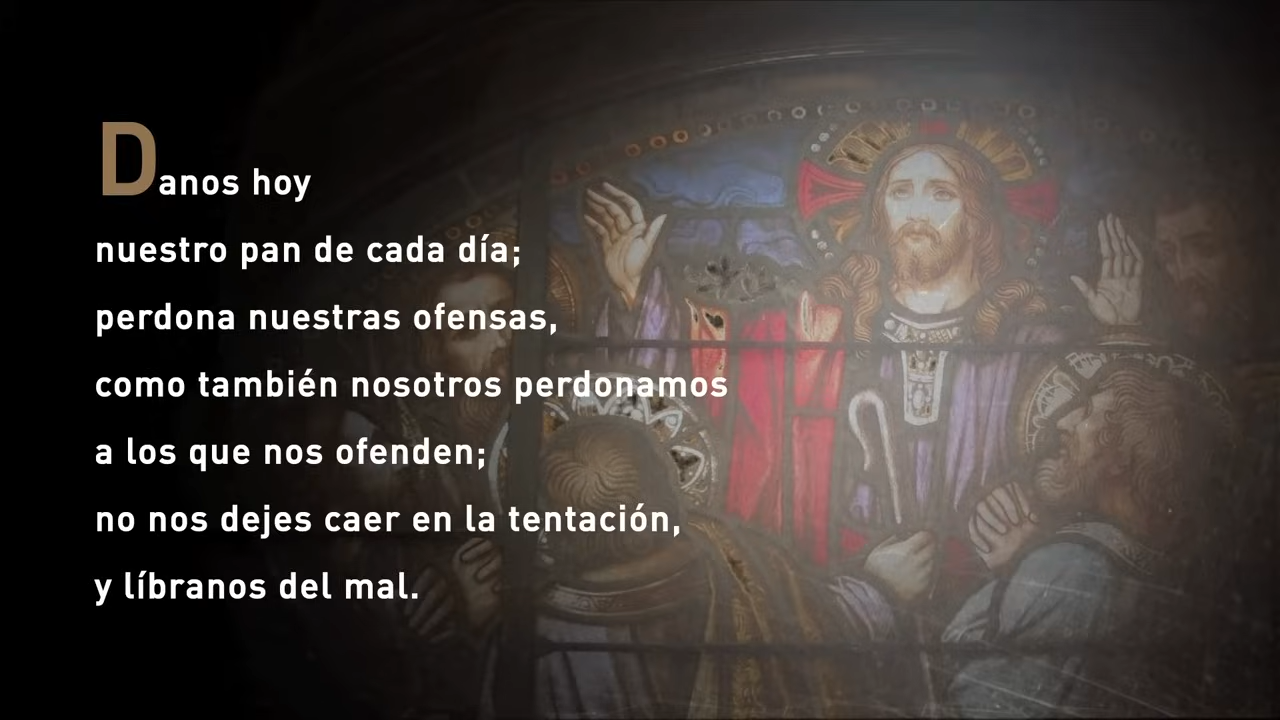 Danos hoy
nuestro pan de cada día;
perdona nuestras ofensas,
como también nosotros perdonamos
a los que nos ofenden;
no nos dejes caer en la tentación,
y líbranos del mal.